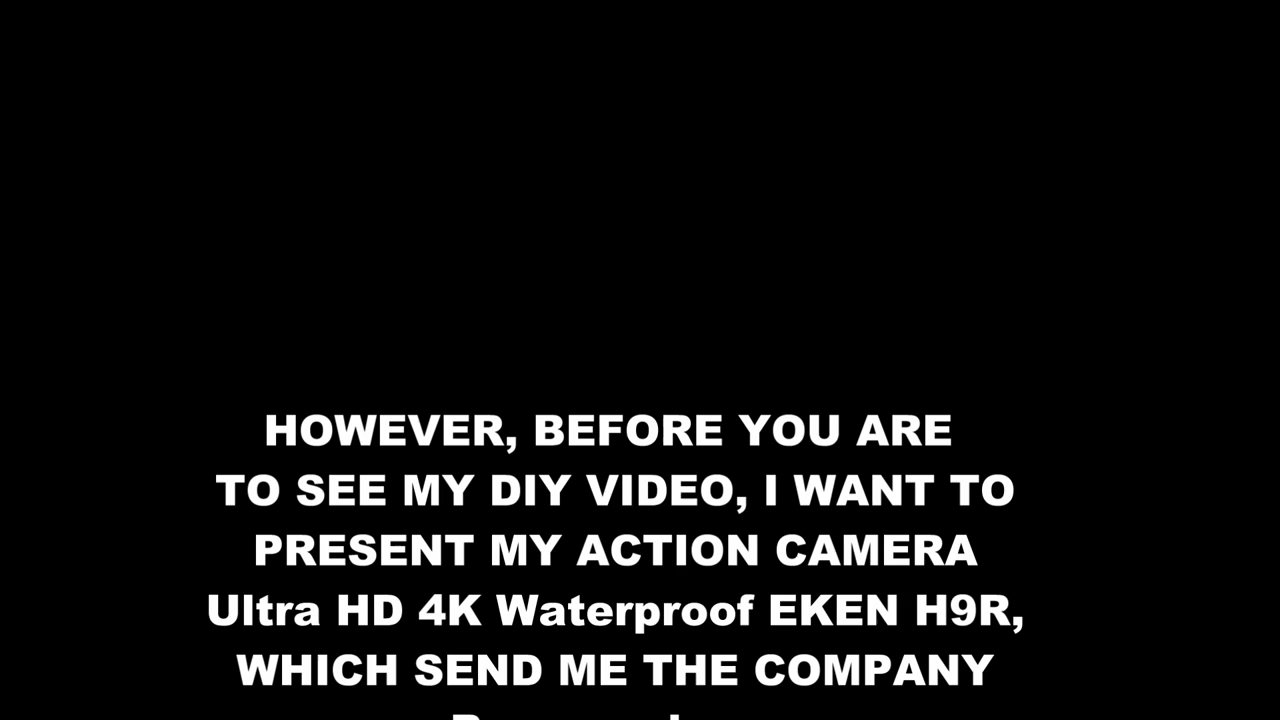 HOWEVER, BEFORE YOU ARE
TO SEE MY DIY VIDEO, I WANT TO
PRESENT MY ACTION CAMERA
Ultra HD 4K Waterproof EKEN H9R,
WHICH SEND ME THE COMPANY